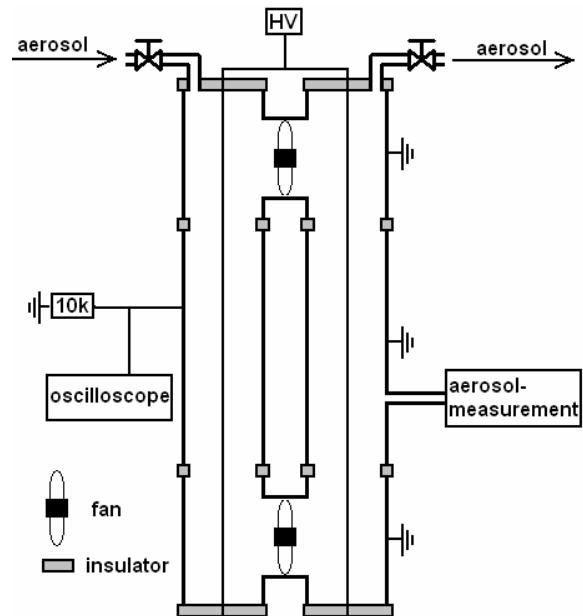 HV
aerosol
aerosol
10k
oscilloscope
aerosol-
measurement
fan
insulator